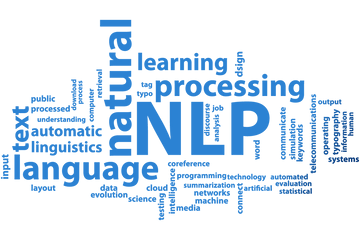 natural
learning
dsign
tag
typo
processing
download
process
retrieval
computer
public
processed
understanding
text
automatic
linguistics
NLP
discourse
analysis
job
word
communicate
simulation
keywords
telecommunications
output
operating
typography
information
human
systems
input
language
layout
data
evolution
science
cloud
testing
coreference
intelligence
media
programming
summarization
networks
machine
technology
connect
artificial
automated
evaluation
statistical